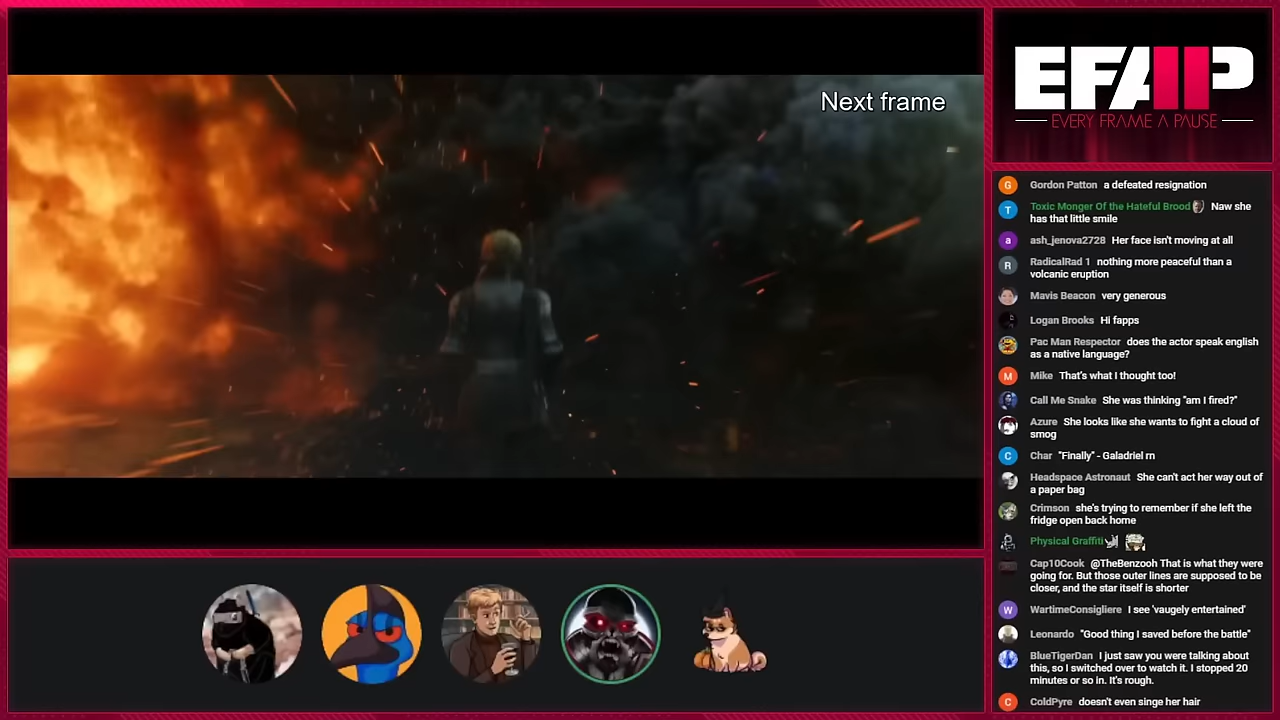 Next frame
EFAP
EVERY FRAME A PAUSE
Gordon Patton a defeated resignation
Toxic Monger Of the Hateful Brood Naw she
has that little smile
ash_jenova2728 Her face isn't moving at all
RadicalRad 1 nothing more peaceful than a
volcanic eruption
Mavis Beacon very generous
Logan Brooks Hi fapps
Pac Man Respector does the actor speak english
as a native language?
M Mike That's what I thought too!
Call Me Snake She was thinking "am I fired?"
Azure She looks like she wants to fight a cloud of
smog
C Char "Finally" - Galadriel rn
Headspace Astronaut She can't act her way out of
a paper bag
Crimson she's trying to remember if she left the
fridge open back home
Physical Graffiti
Cap10Cook @TheBenzooh That is what they were
going for. But those outer lines are supposed to be
closer, and the star itself is shorter
W WartimeConsigliere I see 'vaugely entertained'
Leonardo "Good thing I saved before the battle"
BlueTigerDan I just saw you were talking about
this, so I switched over to watch it. I stopped 20
minutes or so in. It's rough.
C ColdPyre doesn't even singe her hair